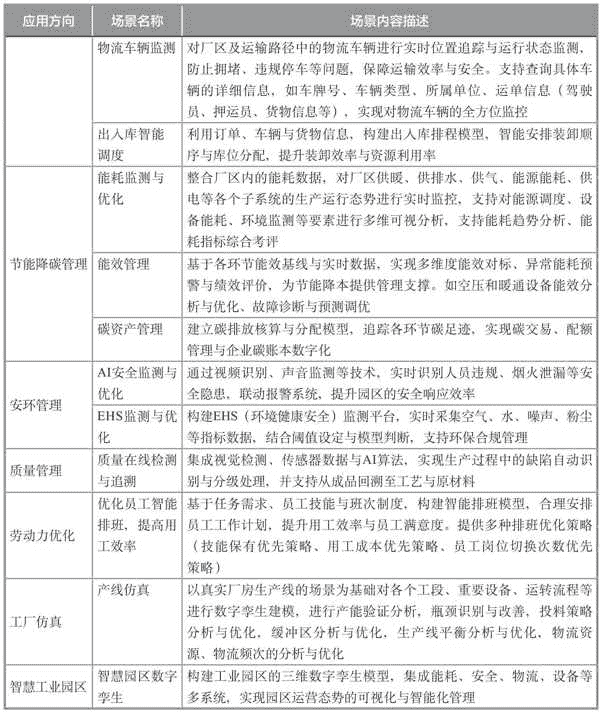 应用方向 场景名称 场景内容描述
物流车辆监测 对厂区及运输路径中的物流车辆进行实时位置追踪与运行状态监测，
防止拥堵、违规停车等问题，保障运输效率与安全。支持查询具体车
辆的详细信息，如车牌号、车辆类型、所属单位、运单信息（驾驶
员、押运员、货物信息等），实现对物流车辆的全方位监控
出入库智能 利用订单、车辆与货物信息，构建出入库排程模型，智能安排装卸顺
调度 序与库位分配，提升装卸效率与资源利用率
能耗监测与 整合厂区内的能耗数据，对厂区供暖、供排水、供气、能源能耗、供
优化 电等各个子系统的生产运行态势进行实时监控，支持对能源调度、设
备能耗、环境监测等要素进行多维可视分析，支持能耗趋势分析、能
耗指标综合考评
节能降碳管理 能效管理 基于各环节能效基线与实时数据，实现多维度能效对标、异常能耗预
警与绩效评价，为节能降本提供管理支撑。如空压和暖通设备能效分
析与优化、故障诊断与预测调优
碳资产管理 建立碳排放核算与分配模型，追踪各环节碳足迹，实现碳交易、配额
管理与企业碳账本数字化
AI安全监测与 通过视频识别、声音监测等技术，实时识别人员违规、烟火泄漏等安
安环管理 优化 全隐患，联动报警系统，提升园区的安全响应效率
EHS监测与优 构建EHS（环境健康安全）监测平台，实时采集空气、水、噪声、粉尘
化 等指标数据，结合阈值设定与模型判断，支持环保合规管理
质量管理 质量在线检测 集成视觉检测、传感器数据与AI算法，实现生产过程中的缺陷自动识
与追溯 别与分级处理，并支持从成品回溯至工艺与原材料
优化员工智能 基于任务需求、员工技能与班次制度，构建智能排班模型，合理安排
劳动力优化 排班，提高用 员工工作计划，提升用工效率与员工满意度。提供多种排班优化策略
工效率 （技能保有优先策略、用工成本优先策略、员工岗位切换次数优先
策略）
产线仿真 以真实厂房生产线的场景为基础对各个工段、重要设备、运转流程等
进行数字孪生建模，进行产能验证分析，瓶颈识别与改善，投料策略
工厂仿真 分析与优化，缓冲区分析与优化，生产线平衡分析与优化，物流资
源、物流频次的分析与优化
智慧工业园区 智慧园区数字 构建工业园区的三维数字孪生模型，集成能耗、安全、物流、设备等
孪生 多系统，实现园区运营态势的可视化与智能化管理